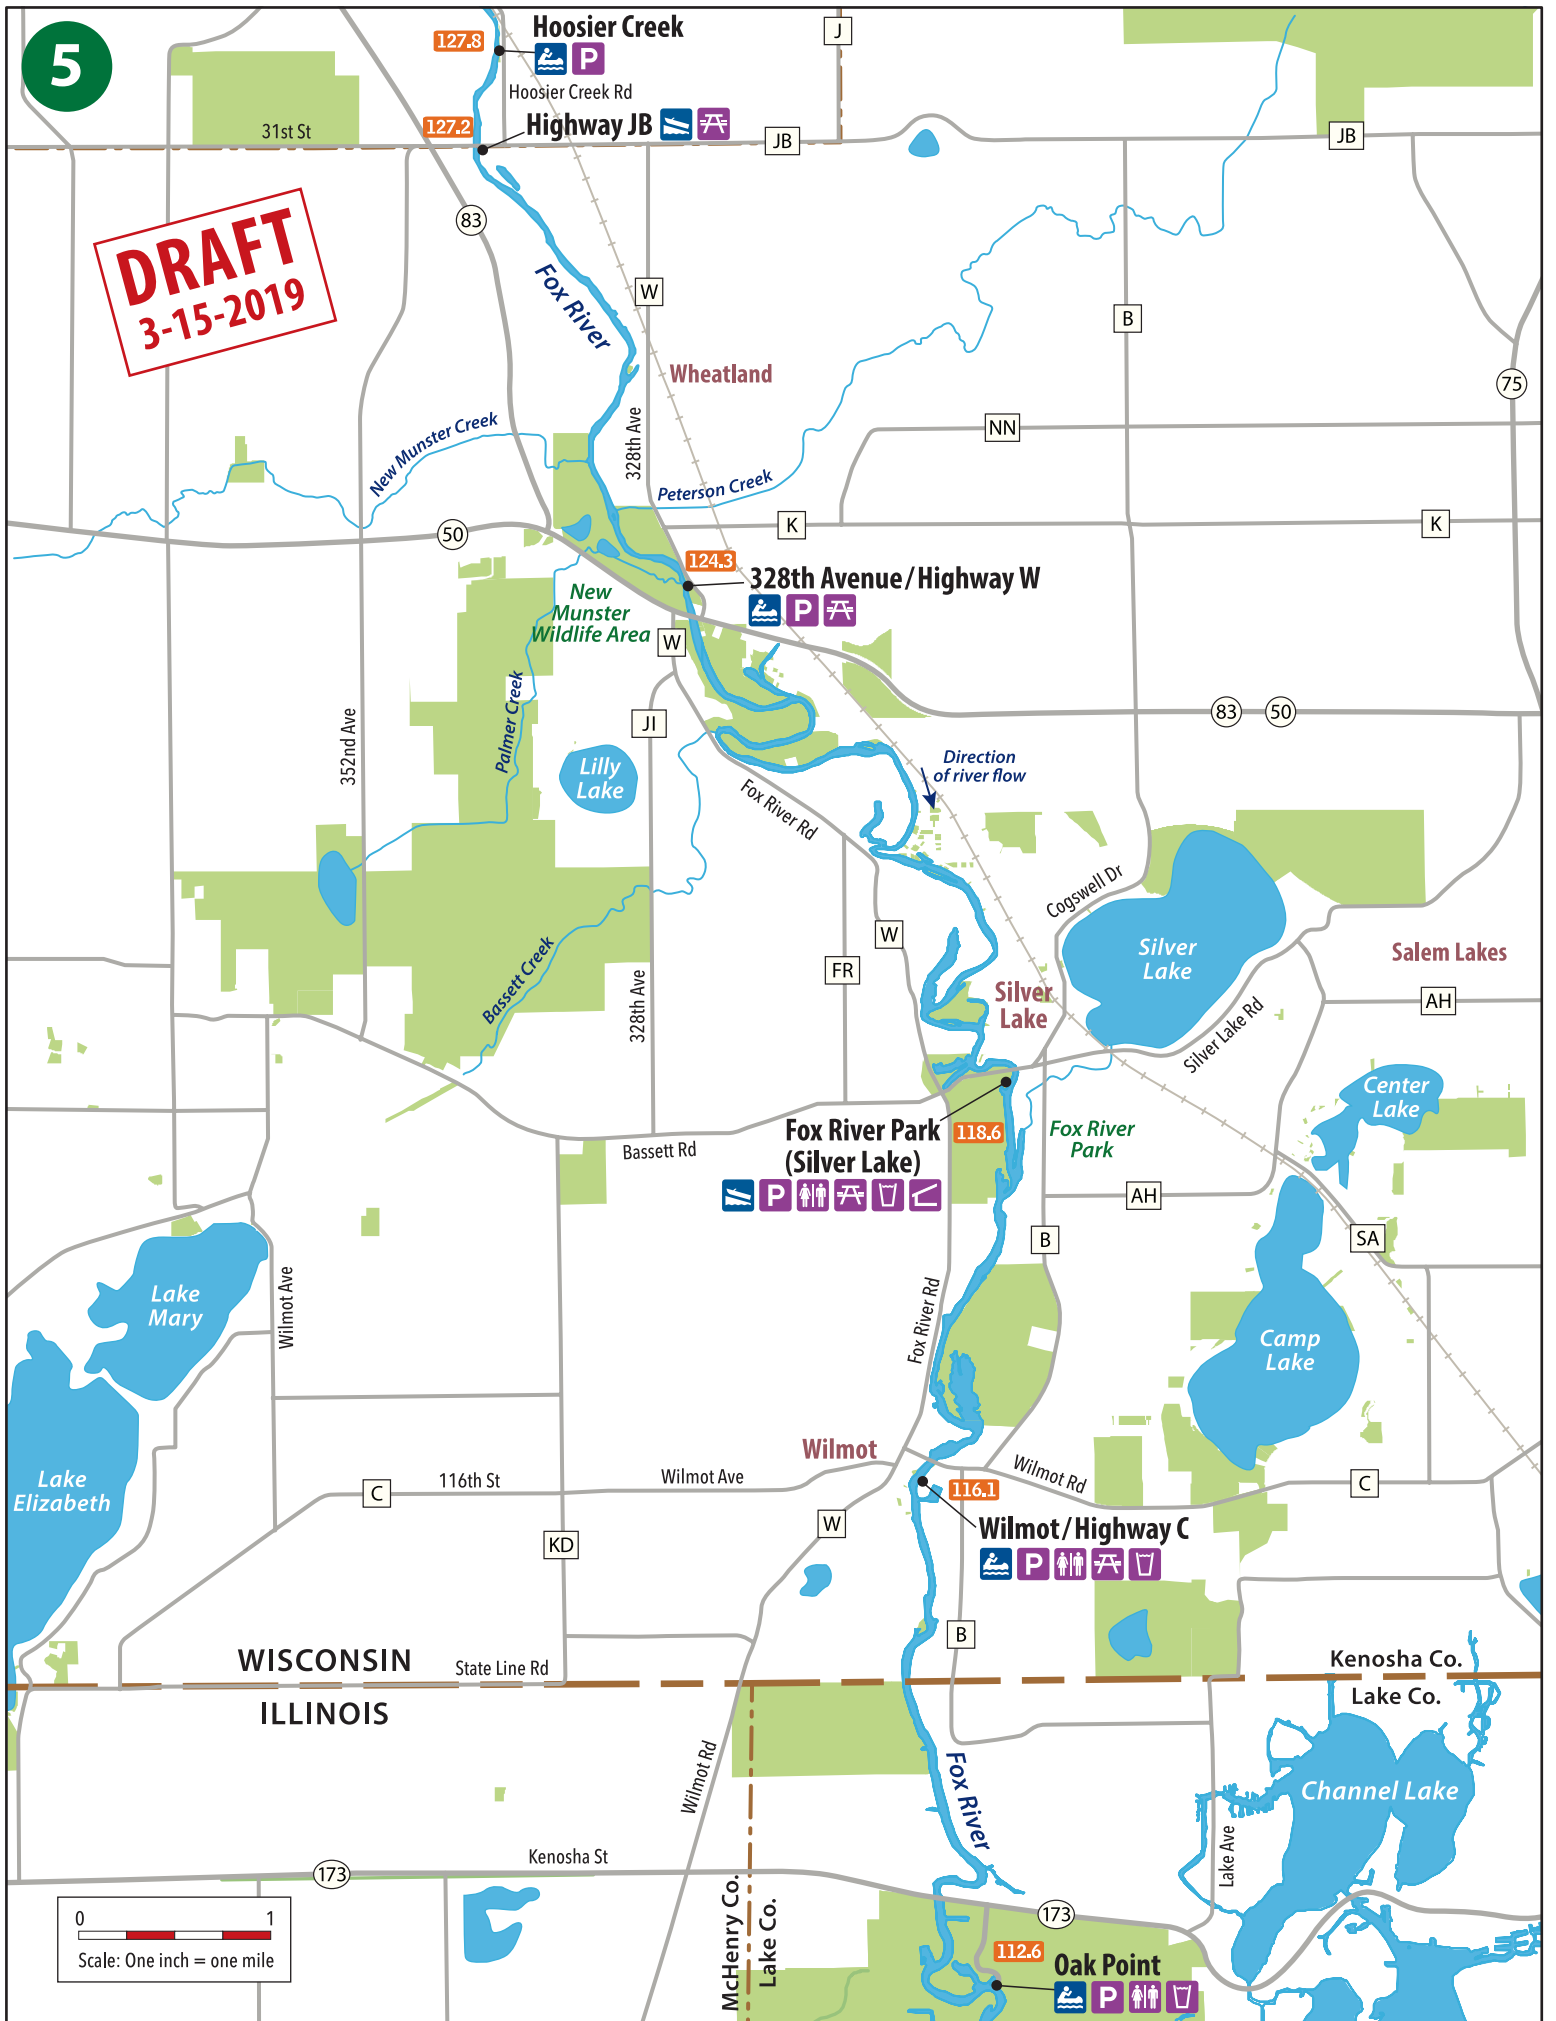 5
127.8
Hoosier Creek
P
Hoosier Creek Rd
J
31st St
127.2
Highway JB
JB
JB
DRAFT
3-15-2019
83
Fox River
W
B
Wheatland
75
New Munster Creek
328th Ave
NN
Peterson Creek
50
K
K
124.3
328th Avenue / Highway W
P
New
Munster
Wildlife Area
W
Palmer Creek
352nd Ave
JI
83
50
Lilly
Lake
Direction
of river flow
Fox River Rd
Cogswell Dr
W
Silver
Lake
Salem Lakes
FR
Bassett Creek
328th Ave
Silver
Lake
AH
Silver Lake Rd
Center
Lake
Fox River Park
(Silver Lake)
118.6
Fox River
Park
P
Bassett Rd
AH
B
SA
Lake
Mary
Wilmot Ave
Fox River Rd
Camp
Lake
Wilmot
Lake
Elizabeth
C
116th St
Wilmot Ave
Wilmot Rd
C
116.1
Wilmot / Highway C
P
W
KD
B
WISCONSIN
State Line Rd
ILLINOIS
Kenosha Co.
Lake Co.
Wilmot Rd
Fox River
Channel Lake
Lake Ave
Kenosha St
173
173
McHenry Co.
Lake Co.
0 1
Scale: One inch = one mile
112.6
Oak Point
P